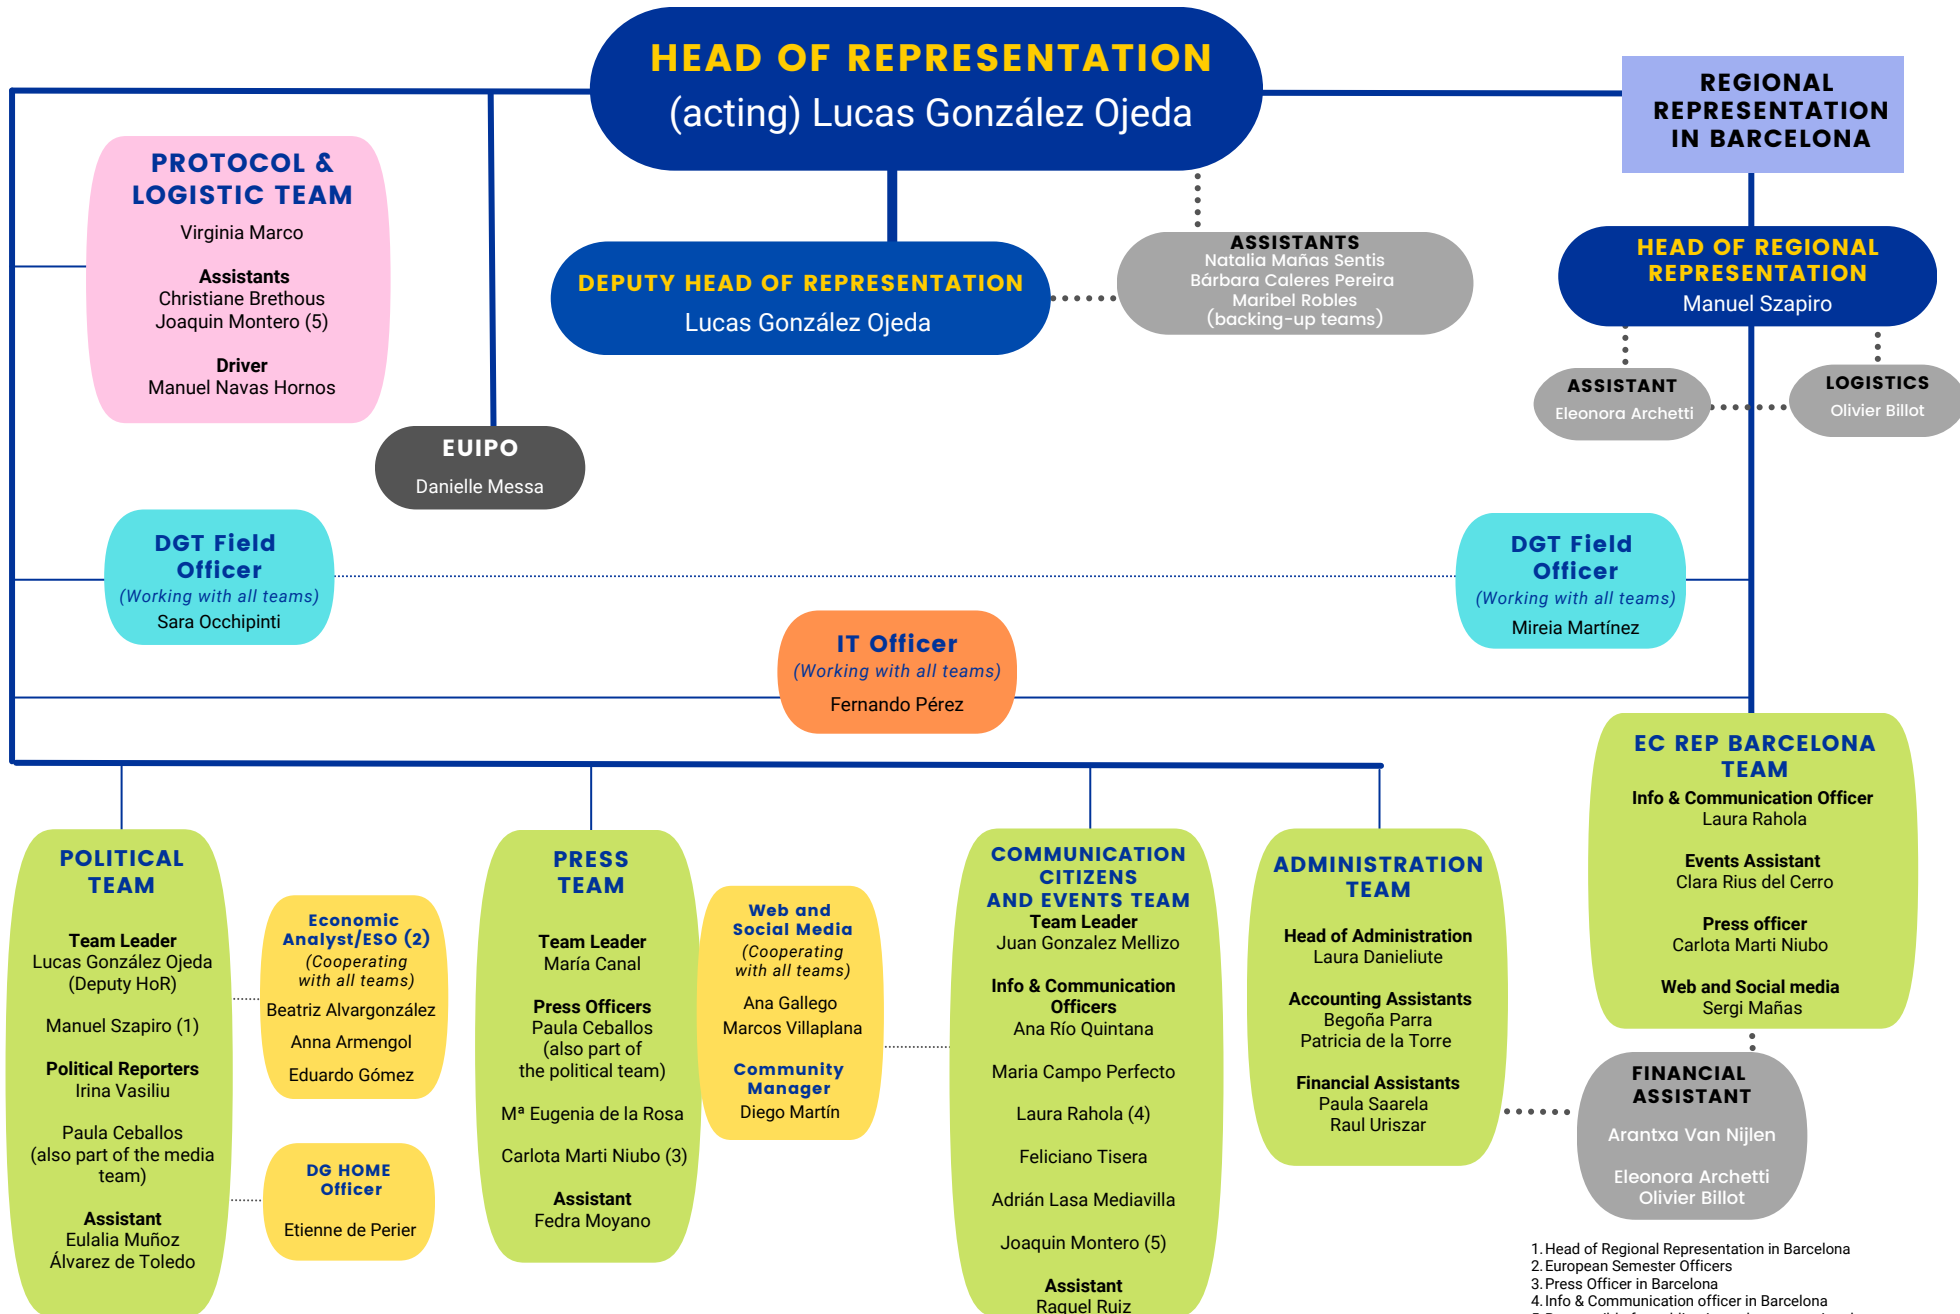 HEAD OF REPRESENTATION
(acting) Lucas González Ojeda
REGIONAL
REPRESENTATION
IN BARCELONA
PROTOCOL &
LOGISTIC TEAM
Virginia Marco
Assistants
Christiane Brethous
Joaquin Montero (5)
Driver
Manuel Navas Hornos
DEPUTY HEAD OF REPRESENTATION
Lucas González Ojeda
ASSISTANTS
Natalia Mañas Sentis
Bárbara Caleres Pereira
Maribel Robles
(backing-up teams)
HEAD OF REGIONAL
REPRESENTATION
Manuel Szapiro
ASSISTANT
Eleonora Archetti
LOGISTICS
Olivier Billot
EUIPO
Danielle Messa
DGT Field
Officer
(Working with all teams)
Sara Occhipinti
DGT Field
Officer
(Working with all teams)
Mireia Martínez
IT Officer
(Working with all teams)
Fernando Pérez
POLITICAL
TEAM
Team Leader
Lucas González Ojeda
(Deputy HoR)
Manuel Szapiro (1)
Political Reporters
Irina Vasiliu
Paula Ceballos
(also part of the media
team)
Assistant
Eulalia Muñoz
Álvarez de Toledo
Economic
Analyst/ESO (2)
(Cooperating
with all teams)
Beatriz Alvargonzález
Anna Armengol
Eduardo Gómez
DG HOME
Officer
Etienne de Perier
PRESS
TEAM
Team Leader
María Canal
Press Officers
Paula Ceballos
(also part of
the political team)
Mª Eugenia de la Rosa
Carlota Marti Niubo (3)
Assistant
Fedra Moyano
Web and
Social Media
(Cooperating
with all teams)
Ana Gallego
Marcos Villaplana
Community
Manager
Diego Martín
COMMUNICATION
CITIZENS
AND EVENTS TEAM
Team Leader
Juan Gonzalez Mellizo
Info & Communication
Officers
Ana Río Quintana
Maria Campo Perfecto
Laura Rahola (4)
Feliciano Tisera
Adrián Lasa Mediavilla
Joaquin Montero (5)
Assistant
Raquel Ruiz
ADMINISTRATION
TEAM
Head of Administration
Laura Danieliute
Accounting Assistants
Begoña Parra
Patricia de la Torre
Financial Assistants
Paula Saarela
Raul Uriszar
EC REP BARCELONA
TEAM
Info & Communication Officer
Laura Rahola
Events Assistant
Clara Rius del Cerro
Press officer
Carlota Marti Niubo
Web and Social media
Sergi Mañas
FINANCIAL
ASSISTANT
Arantxa Van Nijlen
Eleonora Archetti
Olivier Billot
1. Head of Regional Representation in Barcelona
2. European Semester Officers
3. Press Officer in Barcelona
4. Info & Communication officer in Barcelona